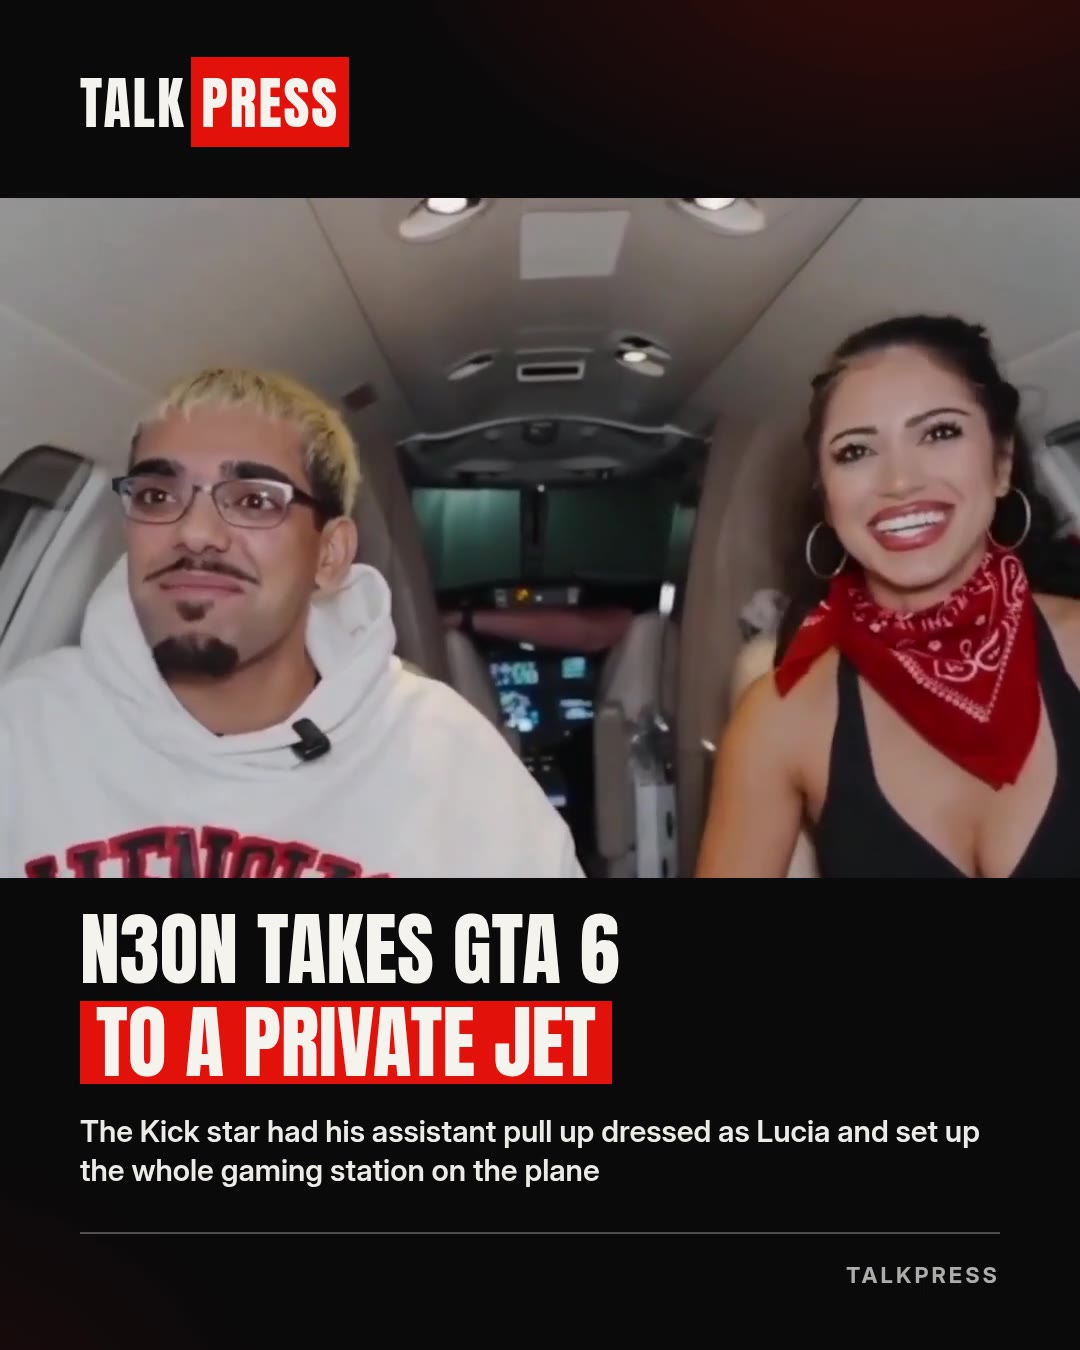 TALK PRESS
N3ON TAKES GTA 6
TO A PRIVATE JET
The Kick star had his assistant pull up dressed as Lucia and set up
the whole gaming station on the plane
TALKPRESS